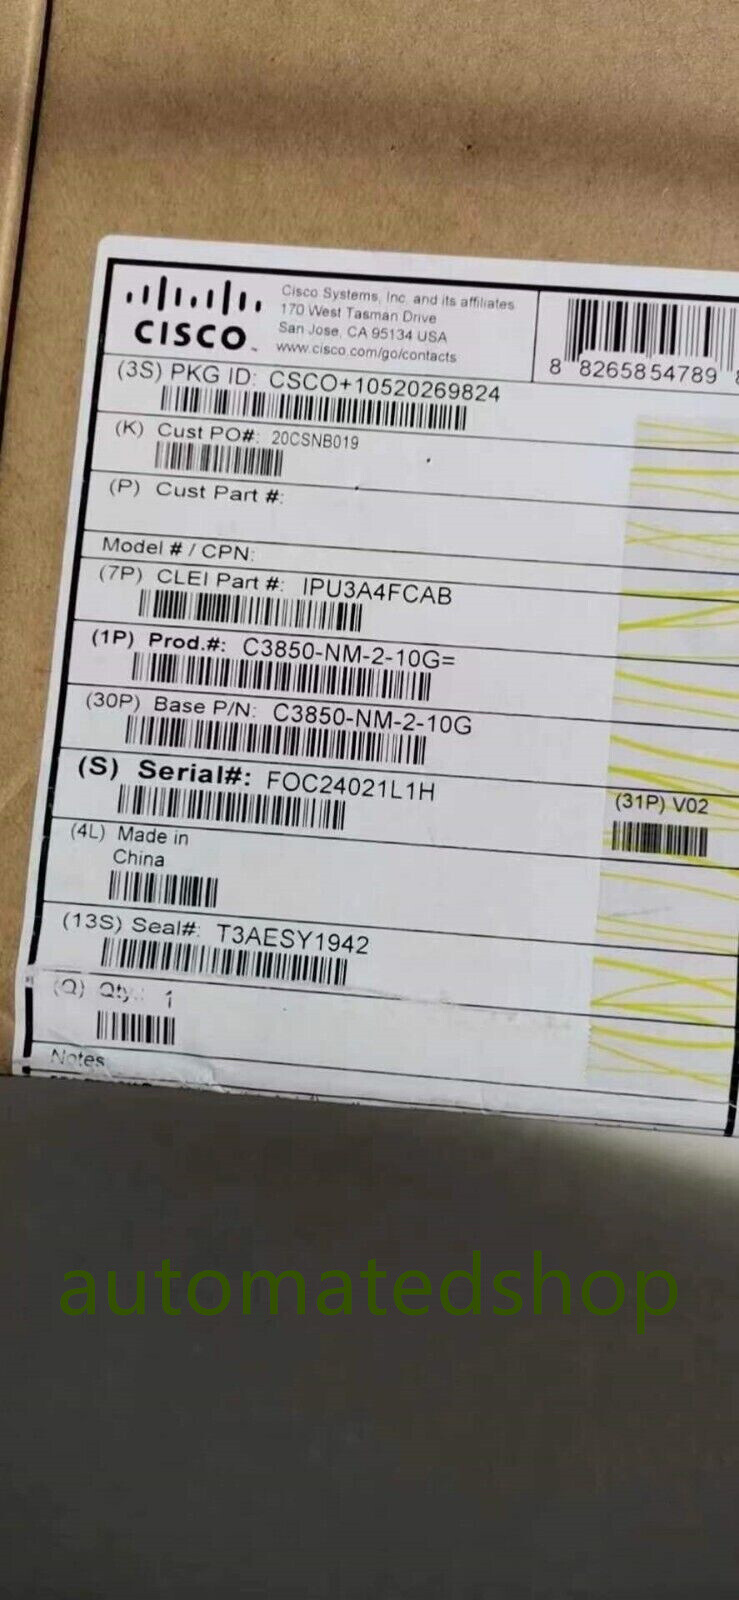 CISCO
Cisco Systems, Inc. and its affiliates
170 West Tasman Drive
San Jose, CA 95134 USA
www.cisco.com/go/contacts
8 8265854789
(3S) PKG ID: CSCO+10520269824
(K) Cust PO#: 20CSNB019
(P) Cust Part #:
Model # / CPN:
(7P) CLEI Part #: IPU3A4FCAB
(1P) Prod.#: C3850-NM-2-10G=
(30P) Base P/N: C3850-NM-2-10G
(S) Serial#: FOC24021L1H
(31P) V02
(4L) Made in
China
(13S) Seal#: T3AESY1942
(Q) Qty.: 1
Notes
automatedshop